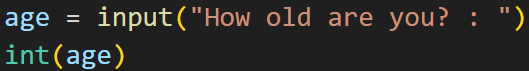 age = input("How old are you? : ")
int(age)